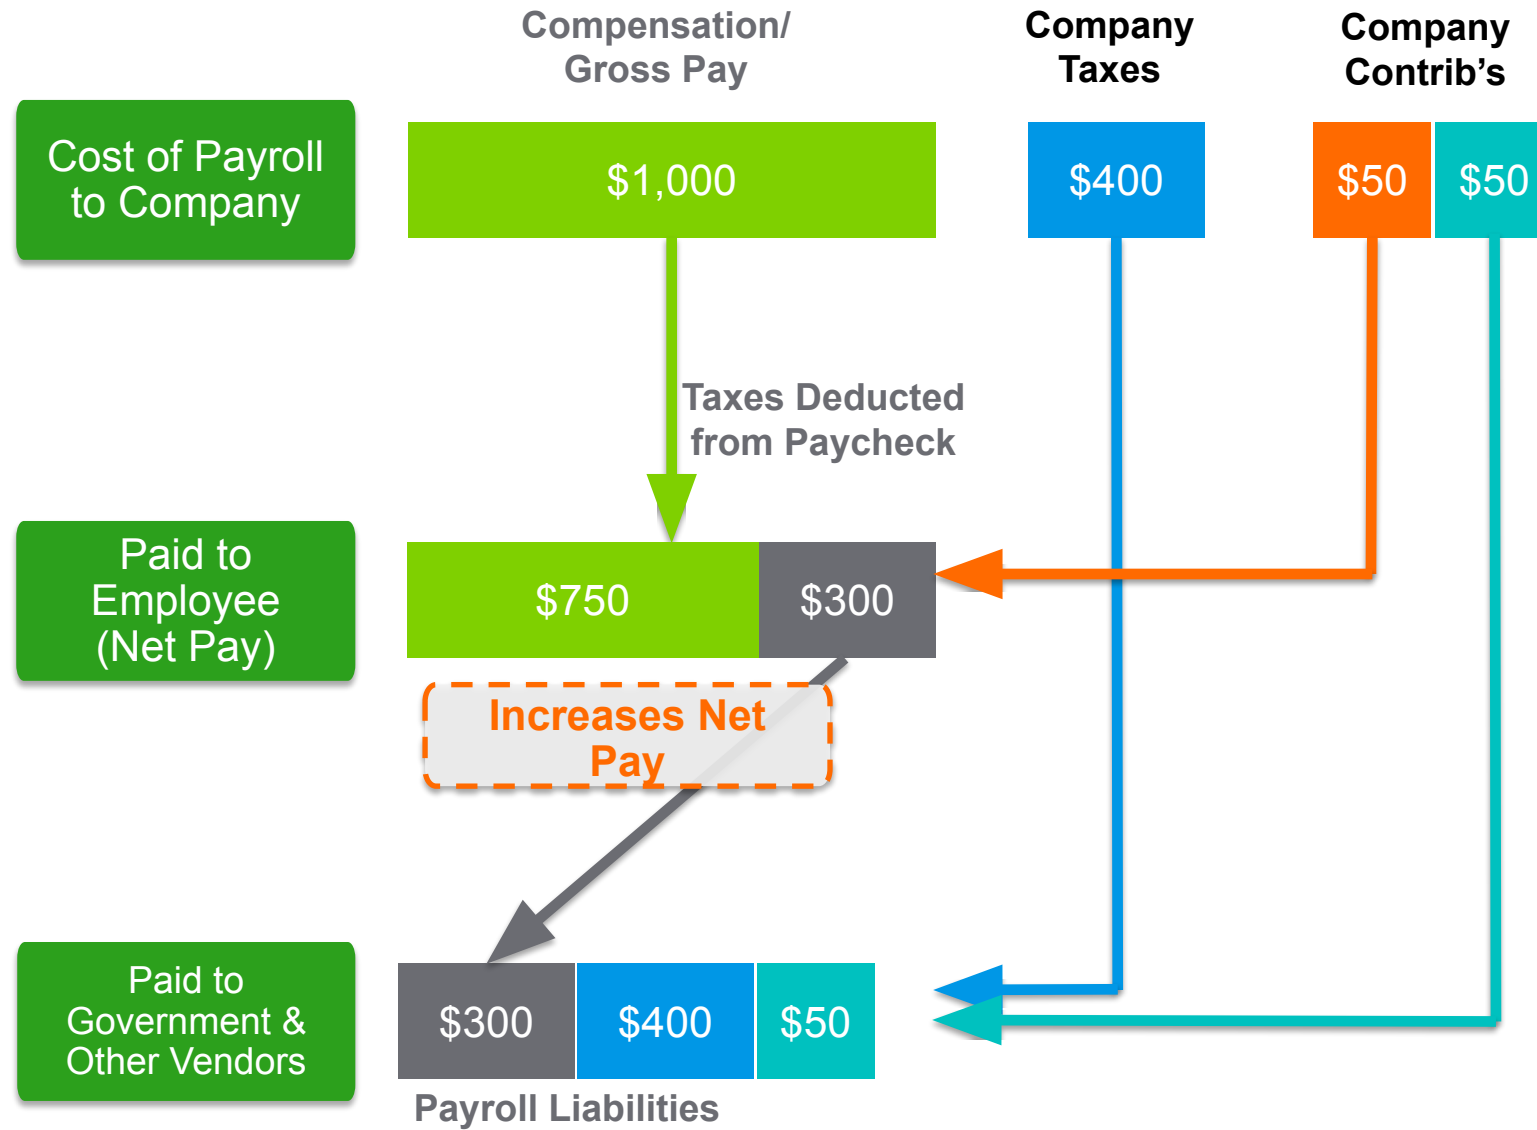 Compensation/
Gross Pay
Company
Taxes
Company
Contrib's
Cost of Payroll
to Company
$1,000
$400
$50
$50
Taxes Deducted
from Paycheck
Paid to
Employee
(Net Pay)
$750
$300
Increases Net
Pay
Paid to
Government &
Other Vendors
$300
$400
$50
Payroll Liabilities